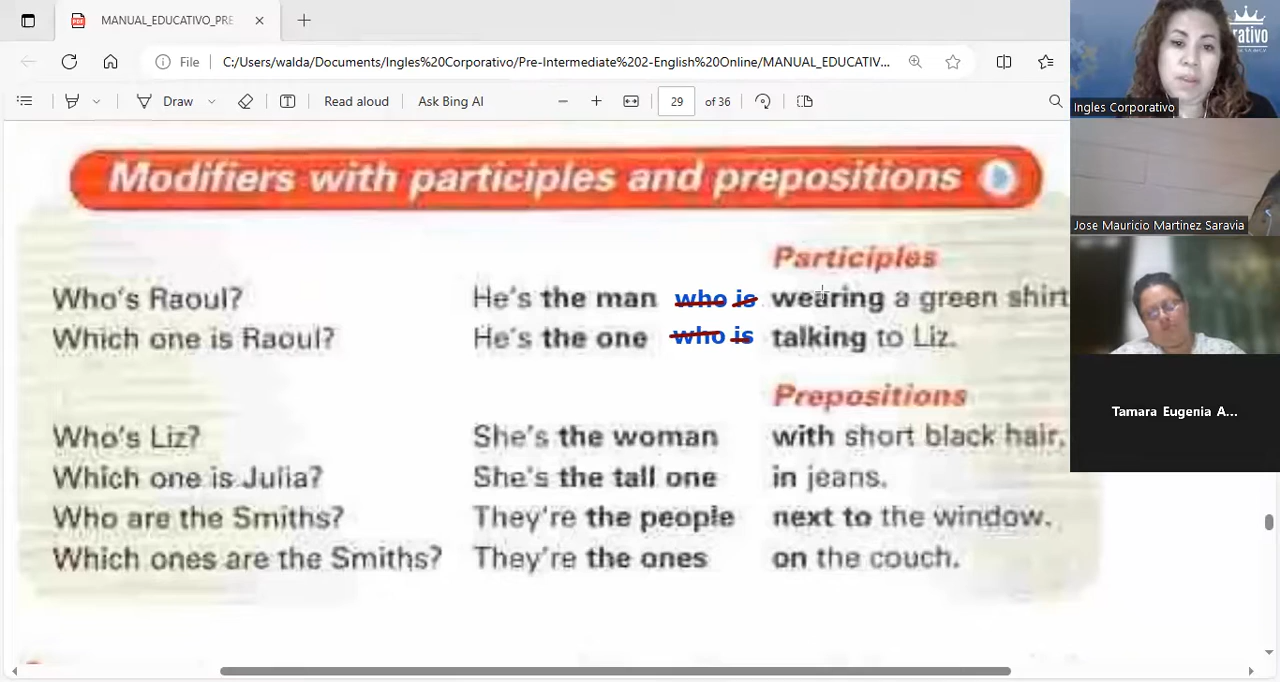 MANUAL_EDUCATIVO_PRE
File C:/Users/walda/Documents/Ingles%20Corporativo/Pre-Intermediate%202-English%20Online/MANUAL_EDUCATIV...
Draw Read aloud Ask Bing AI 29 of 36
rativo
Ingles Corporativo
Jose Mauricio Martinez Saravia
Tamara Eugenia A...
Modifiers with participles and prepositions
Participles
Who's Raoul? He's the man who is wearing a green shirt
Which one is Raoul? He's the one who is talking to Liz.
Prepositions
Who's Liz? She's the woman with short black hair.
Which one is Julia? She's the tall one in jeans.
Who are the Smiths? They're the people next to the window.
Which ones are the Smiths? They're the ones on the couch.